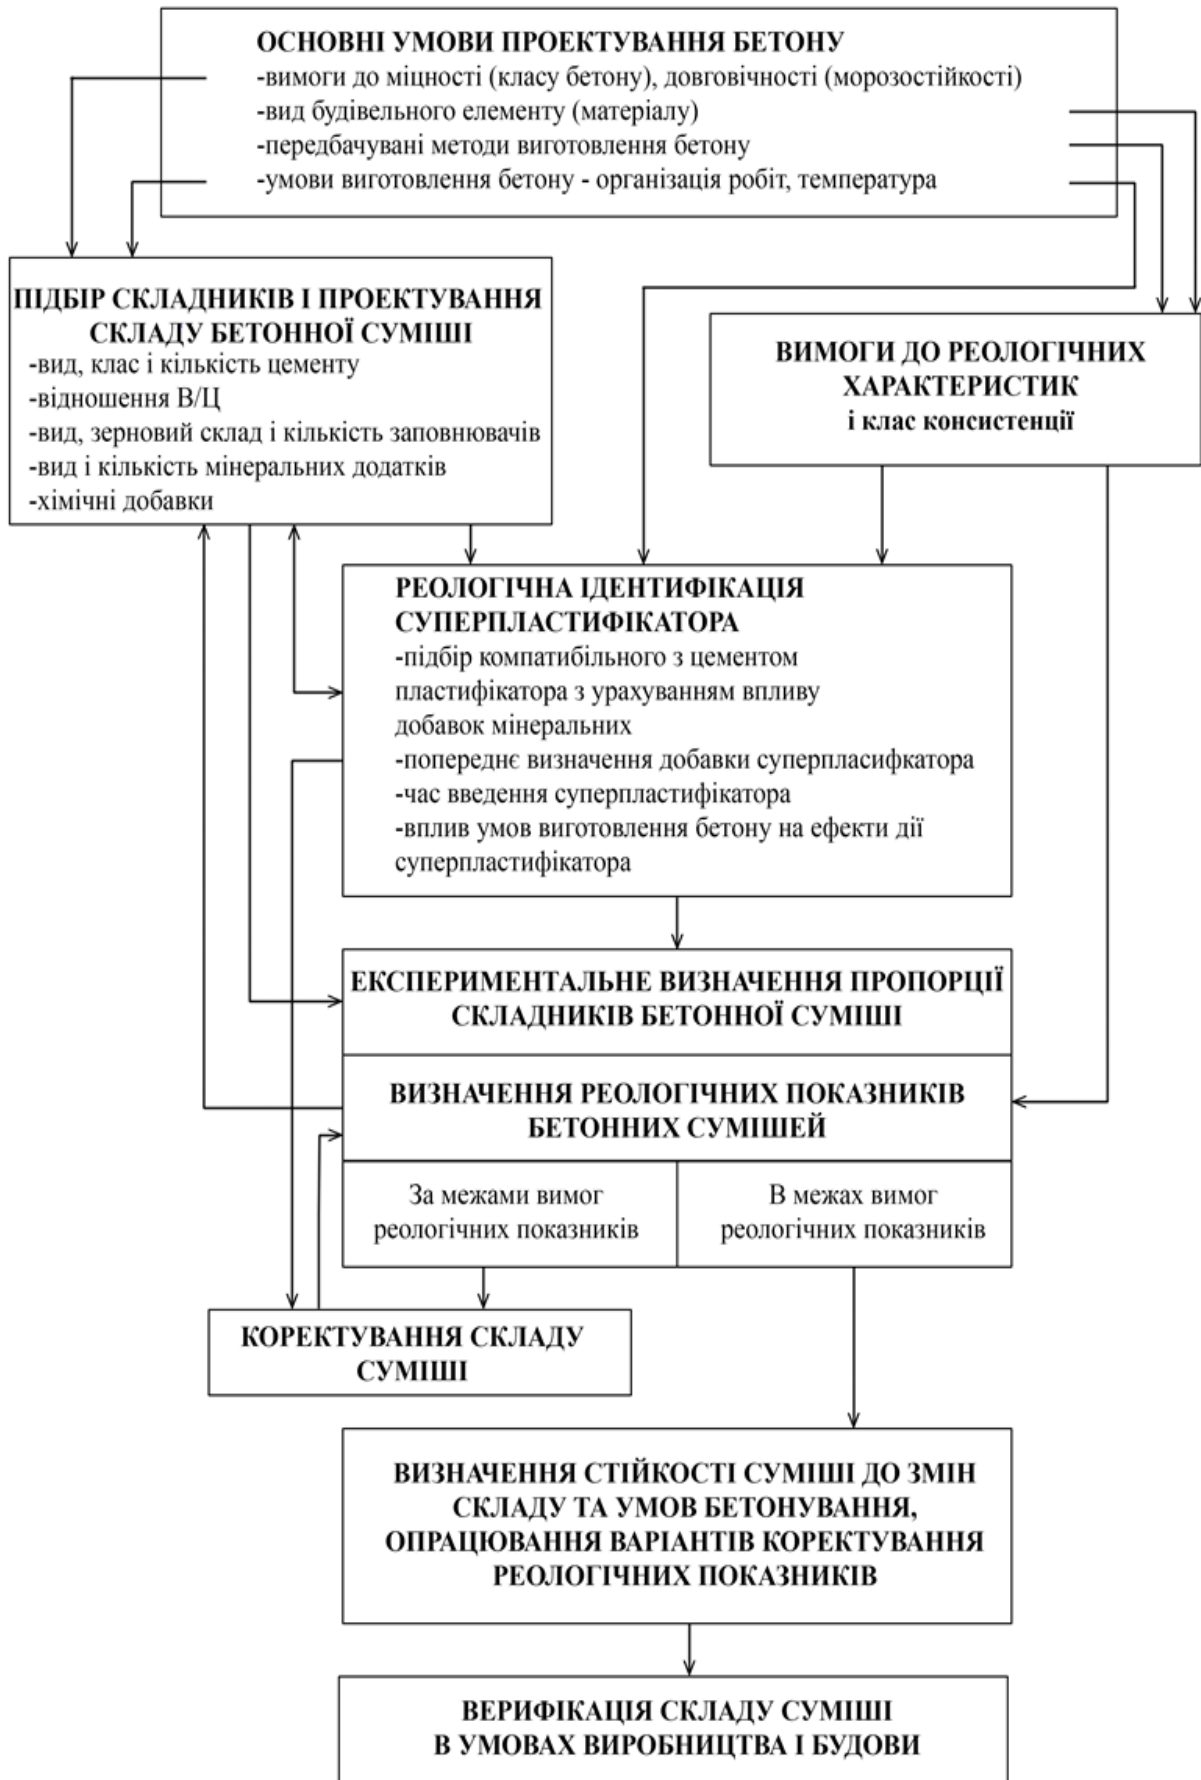 ОСНОВНІ УМОВИ ПРОЕКТУВАННЯ БЕТОНУ
-вимоги до міцності (класу бетону), довговічності (морозостійкості)
-вид будівельного елементу (матеріалу)
-передбачувані методи виготовлення бетону
-умови виготовлення бетону - організація робіт, температура
ПІДБІР СКЛАДНИКІВ І ПРОЕКТУВАННЯ
СКЛАДУ БЕТОННОЇ СУМІШІ
-вид, клас і кількість цементу
-відношення В/Ц
-вид, зерновий склад і кількість заповнювачів
-вид і кількість мінеральних додатків
-хімічні добавки
ВИМОГИ ДО РЕОЛОГІЧНИХ
ХАРАКТЕРИСТИК
і клас консистенції
РЕОЛОГІЧНА ІДЕНТИФІКАЦІЯ
СУПЕРПЛАСТИФІКАТОРА
-підбір компатибільного з цементом
пластифікатора з урахуванням впливу
добавок мінеральних
-попереднє визначення добавки суперпласифкатора
-час введення суперпластифікатора
-вплив умов виготовлення бетону на ефекти дії
суперпластифікатора
ЕКСПЕРИМЕНТАЛЬНЕ ВИЗНАЧЕННЯ ПРОПОРЦІЇ
СКЛАДНИКІВ БЕТОННОЇ СУМІШІ
ВИЗНАЧЕННЯ РЕОЛОГІЧНИХ ПОКАЗНИКІВ
БЕТОННИХ СУМІШЕЙ
За межами вимог
реологічних показників
В межах вимог
реологічних показників
КОРЕКТУВАННЯ СКЛАДУ
СУМІШІ
ВИЗНАЧЕННЯ СТІЙКОСТІ СУМІШІ ДО ЗМІН
СКЛАДУ ТА УМОВ БЕТОНУВАННЯ,
ОПРАЦЮВАННЯ ВАРІАНТІВ КОРЕКТУВАННЯ
РЕОЛОГІЧНИХ ПОКАЗНИКІВ
ВЕРИФІКАЦІЯ СКЛАДУ СУМІШІ
В УМОВАХ ВИРОБНИЦТВА І БУДОВИ